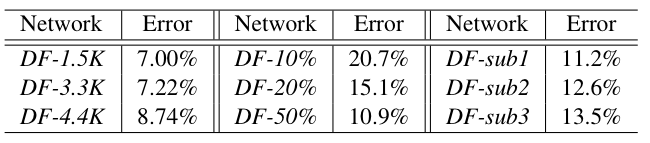 Network Error Network Error Network Error
DF-1.5K 7.00% DF-10% 20.7% DF-sub1 11.2%
DF-3.3K 7.22% DF-20% 15.1% DF-sub2 12.6%
DF-4.4K 8.74% DF-50% 10.9% DF-sub3 13.5%